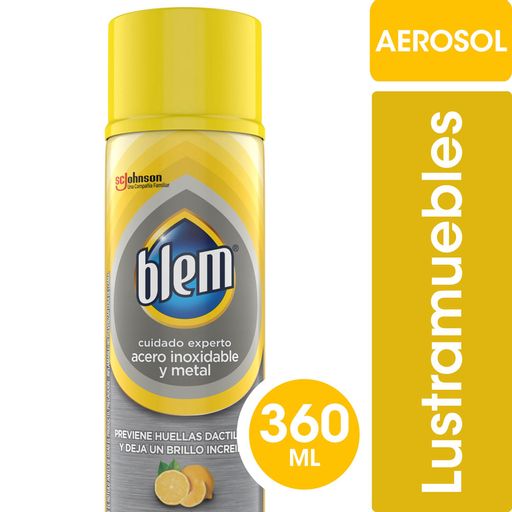 AEROSOL
Lustramuebles
SC Johnson
Una Compañía Familiar
blem®
cuidado experto
acero inoxidable
y metal
PREVIENE HUELLAS DACTIL
Y DEJA UN BRILLO INCREÍ
360
ML